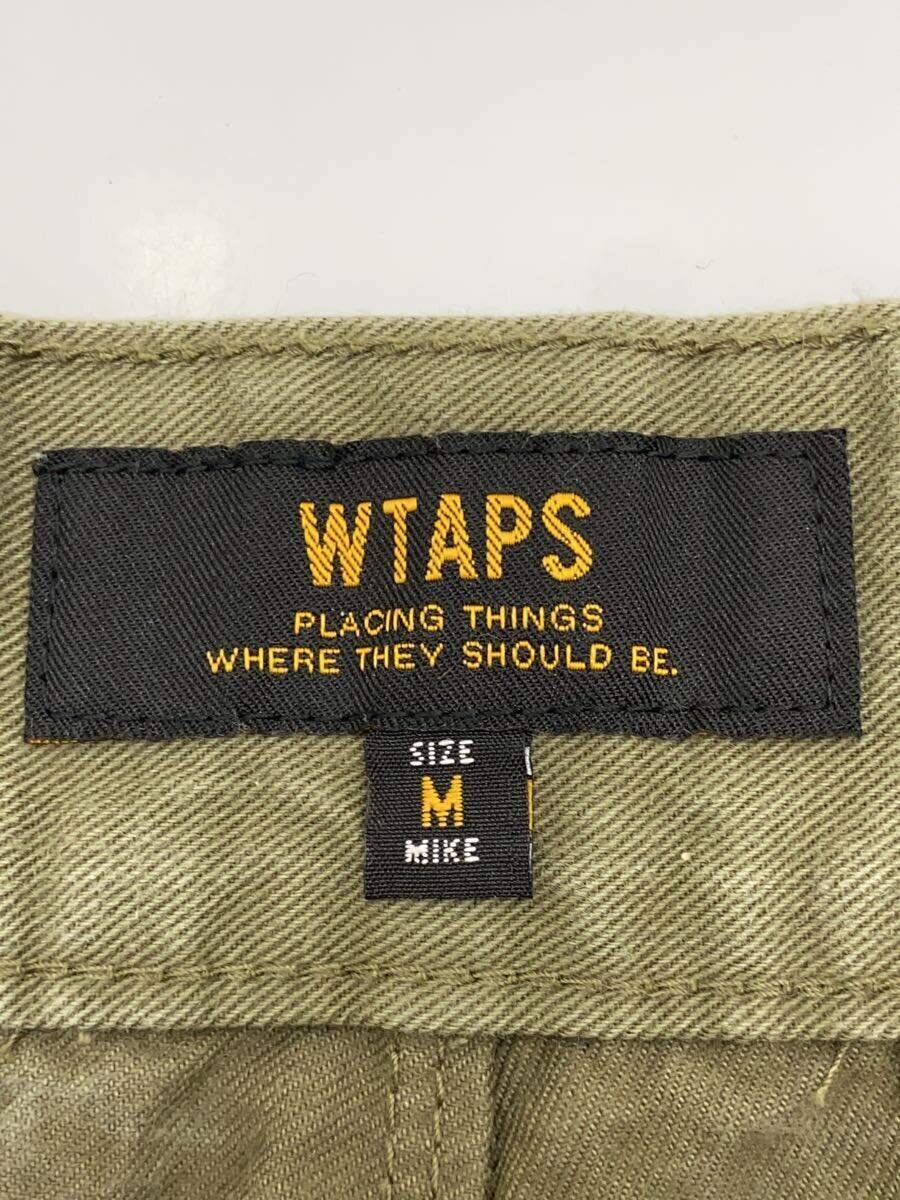 WTAPS
PLACING THINGS
WHERE THEY SHOULD BE.
SIZE
M
MIKE